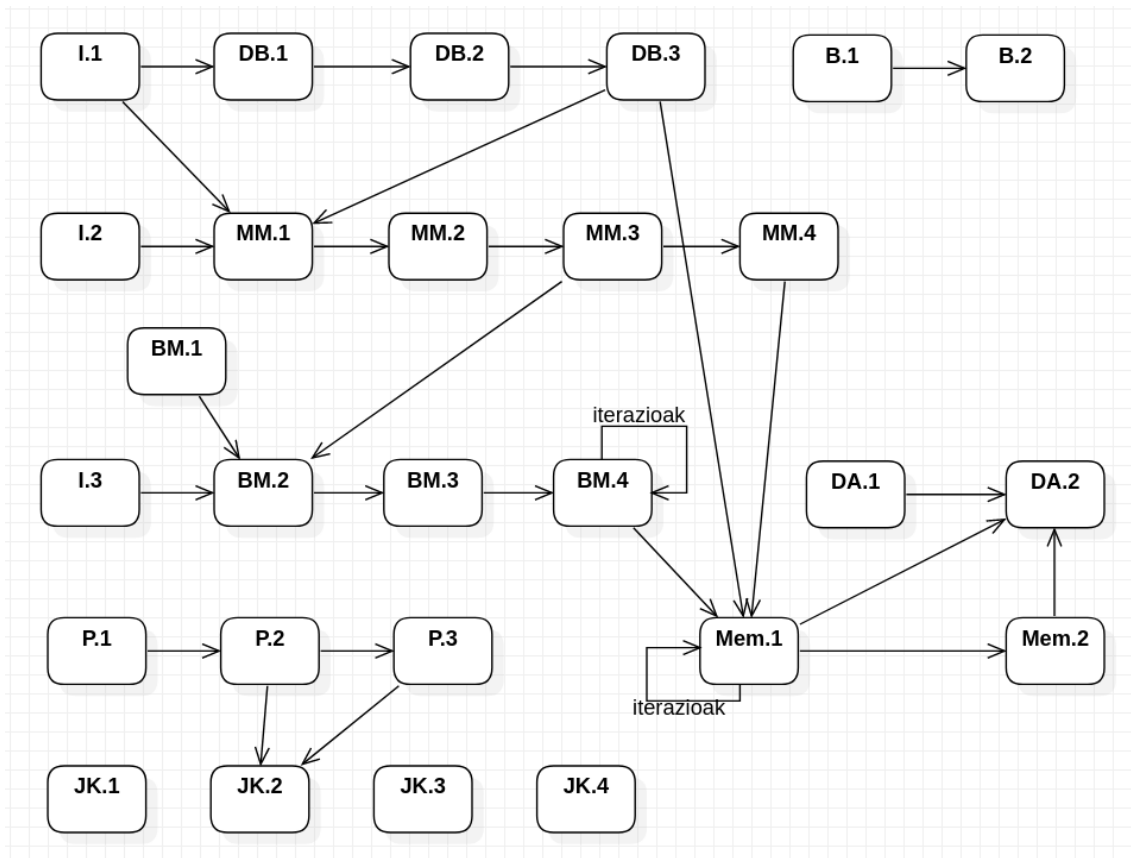 I.1
DB.1
DB.2
DB.3
B.1
B.2
I.2
MM.1
MM.2
MM.3
MM.4
BM.1
iterazioak
I.3
BM.2
BM.3
BM.4
DA.1
DA.2
P.1
P.2
P.3
Mem.1
Mem.2
iterazioak
JK.1
JK.2
JK.3
JK.4